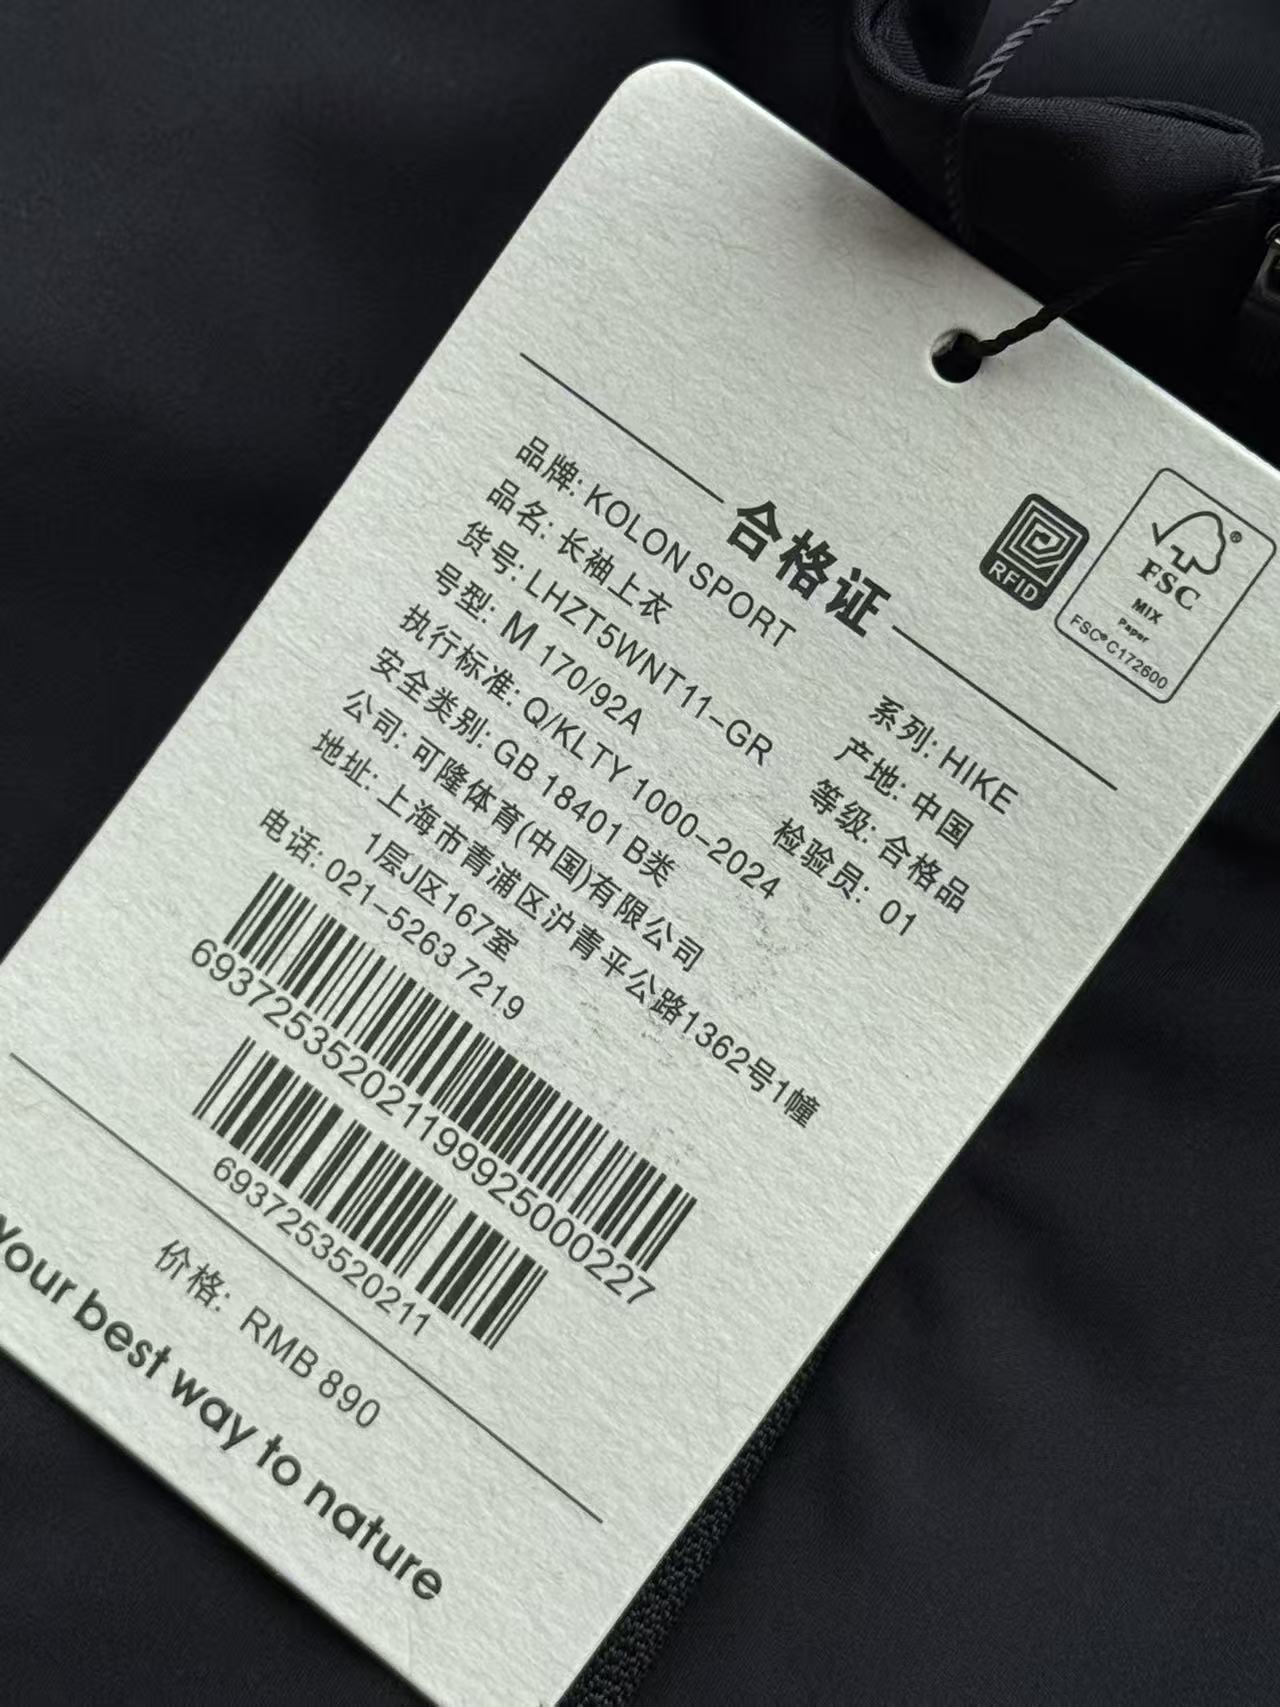 合格证
RFID
FSC®
MIX
Paper
FSC® C172600
品牌: KOLON SPORT
品名: 长袖上衣 系列: HIKE
货号: LHZT5WNT11-GR 产地: 中国
号型: M 170/92A 等级: 合格品
执行标准: Q/KLTY 1000-2024 检验员: 01
安全类别: GB 18401 B类
公司: 可隆体育(中国)有限公司
地址: 上海市青浦区沪青平公路1362号1幢
1层J区167室
电话: 021-5263 7219
69372535202119992500​0227
6937253520211
价格: RMB 890
Your best way to nature